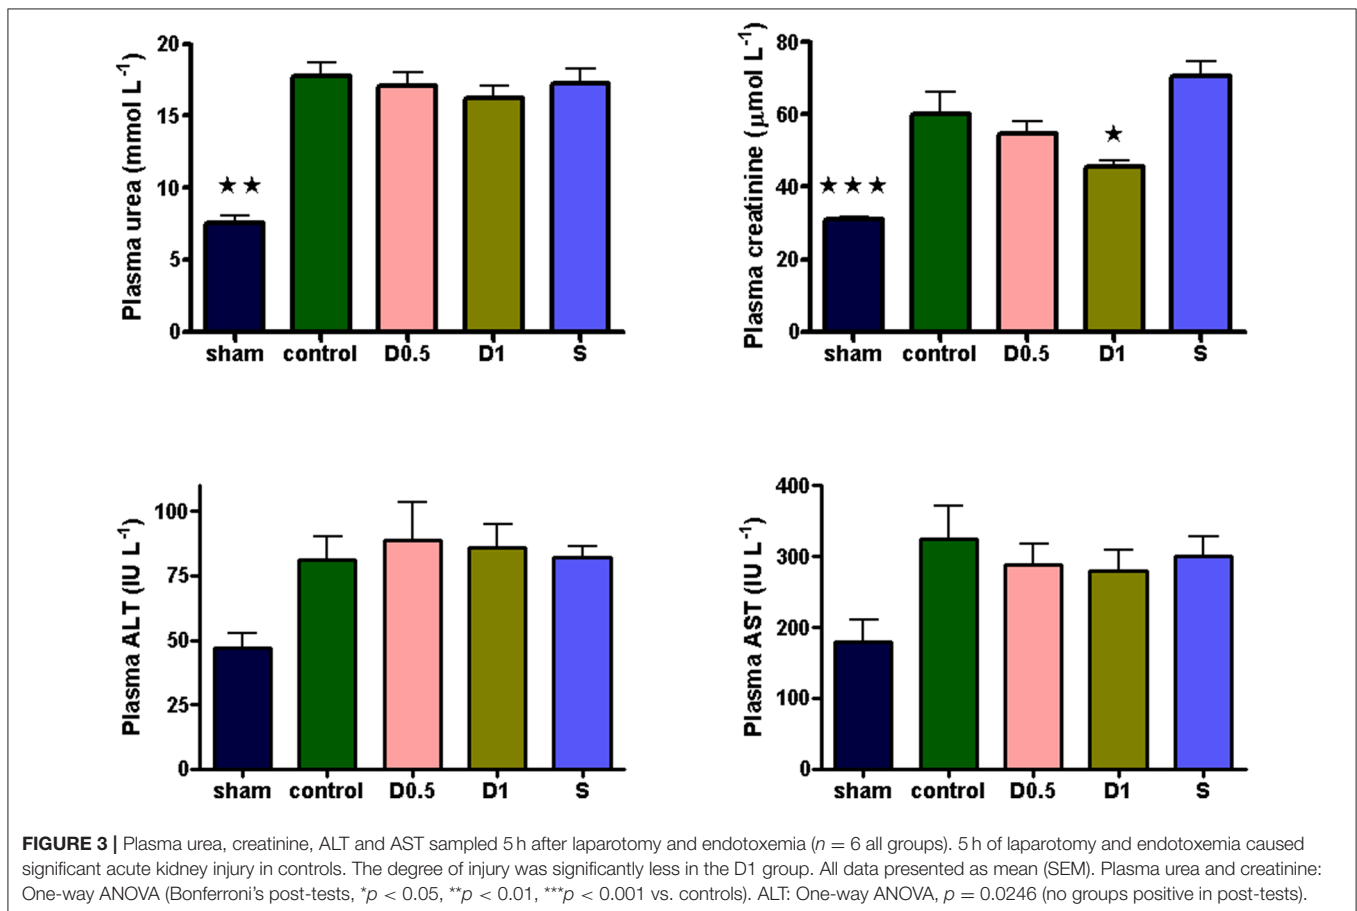 Plasma urea (mmol L⁻¹)
20
15
10
5
0
★★
sham control D0.5 D1 S
Plasma creatinine (μmol L⁻¹)
80
60
40
20
0
★★★
★
sham control D0.5 D1 S
Plasma ALT (IU L⁻¹)
100
75
50
25
0
sham control D0.5 D1 S
Plasma AST (IU L⁻¹)
400
300
200
100
0
sham control D0.5 D1 S
FIGURE 3 | Plasma urea, creatinine, ALT and AST sampled 5 h after laparotomy and endotoxemia (n = 6 all groups). 5 h of laparotomy and endotoxemia caused
significant acute kidney injury in controls. The degree of injury was significantly less in the D1 group. All data presented as mean (SEM). Plasma urea and creatinine:
One-way ANOVA (Bonferroni's post-tests, *p < 0.05, **p < 0.01, ***p < 0.001 vs. controls). ALT: One-way ANOVA, p = 0.0246 (no groups positive in post-tests).